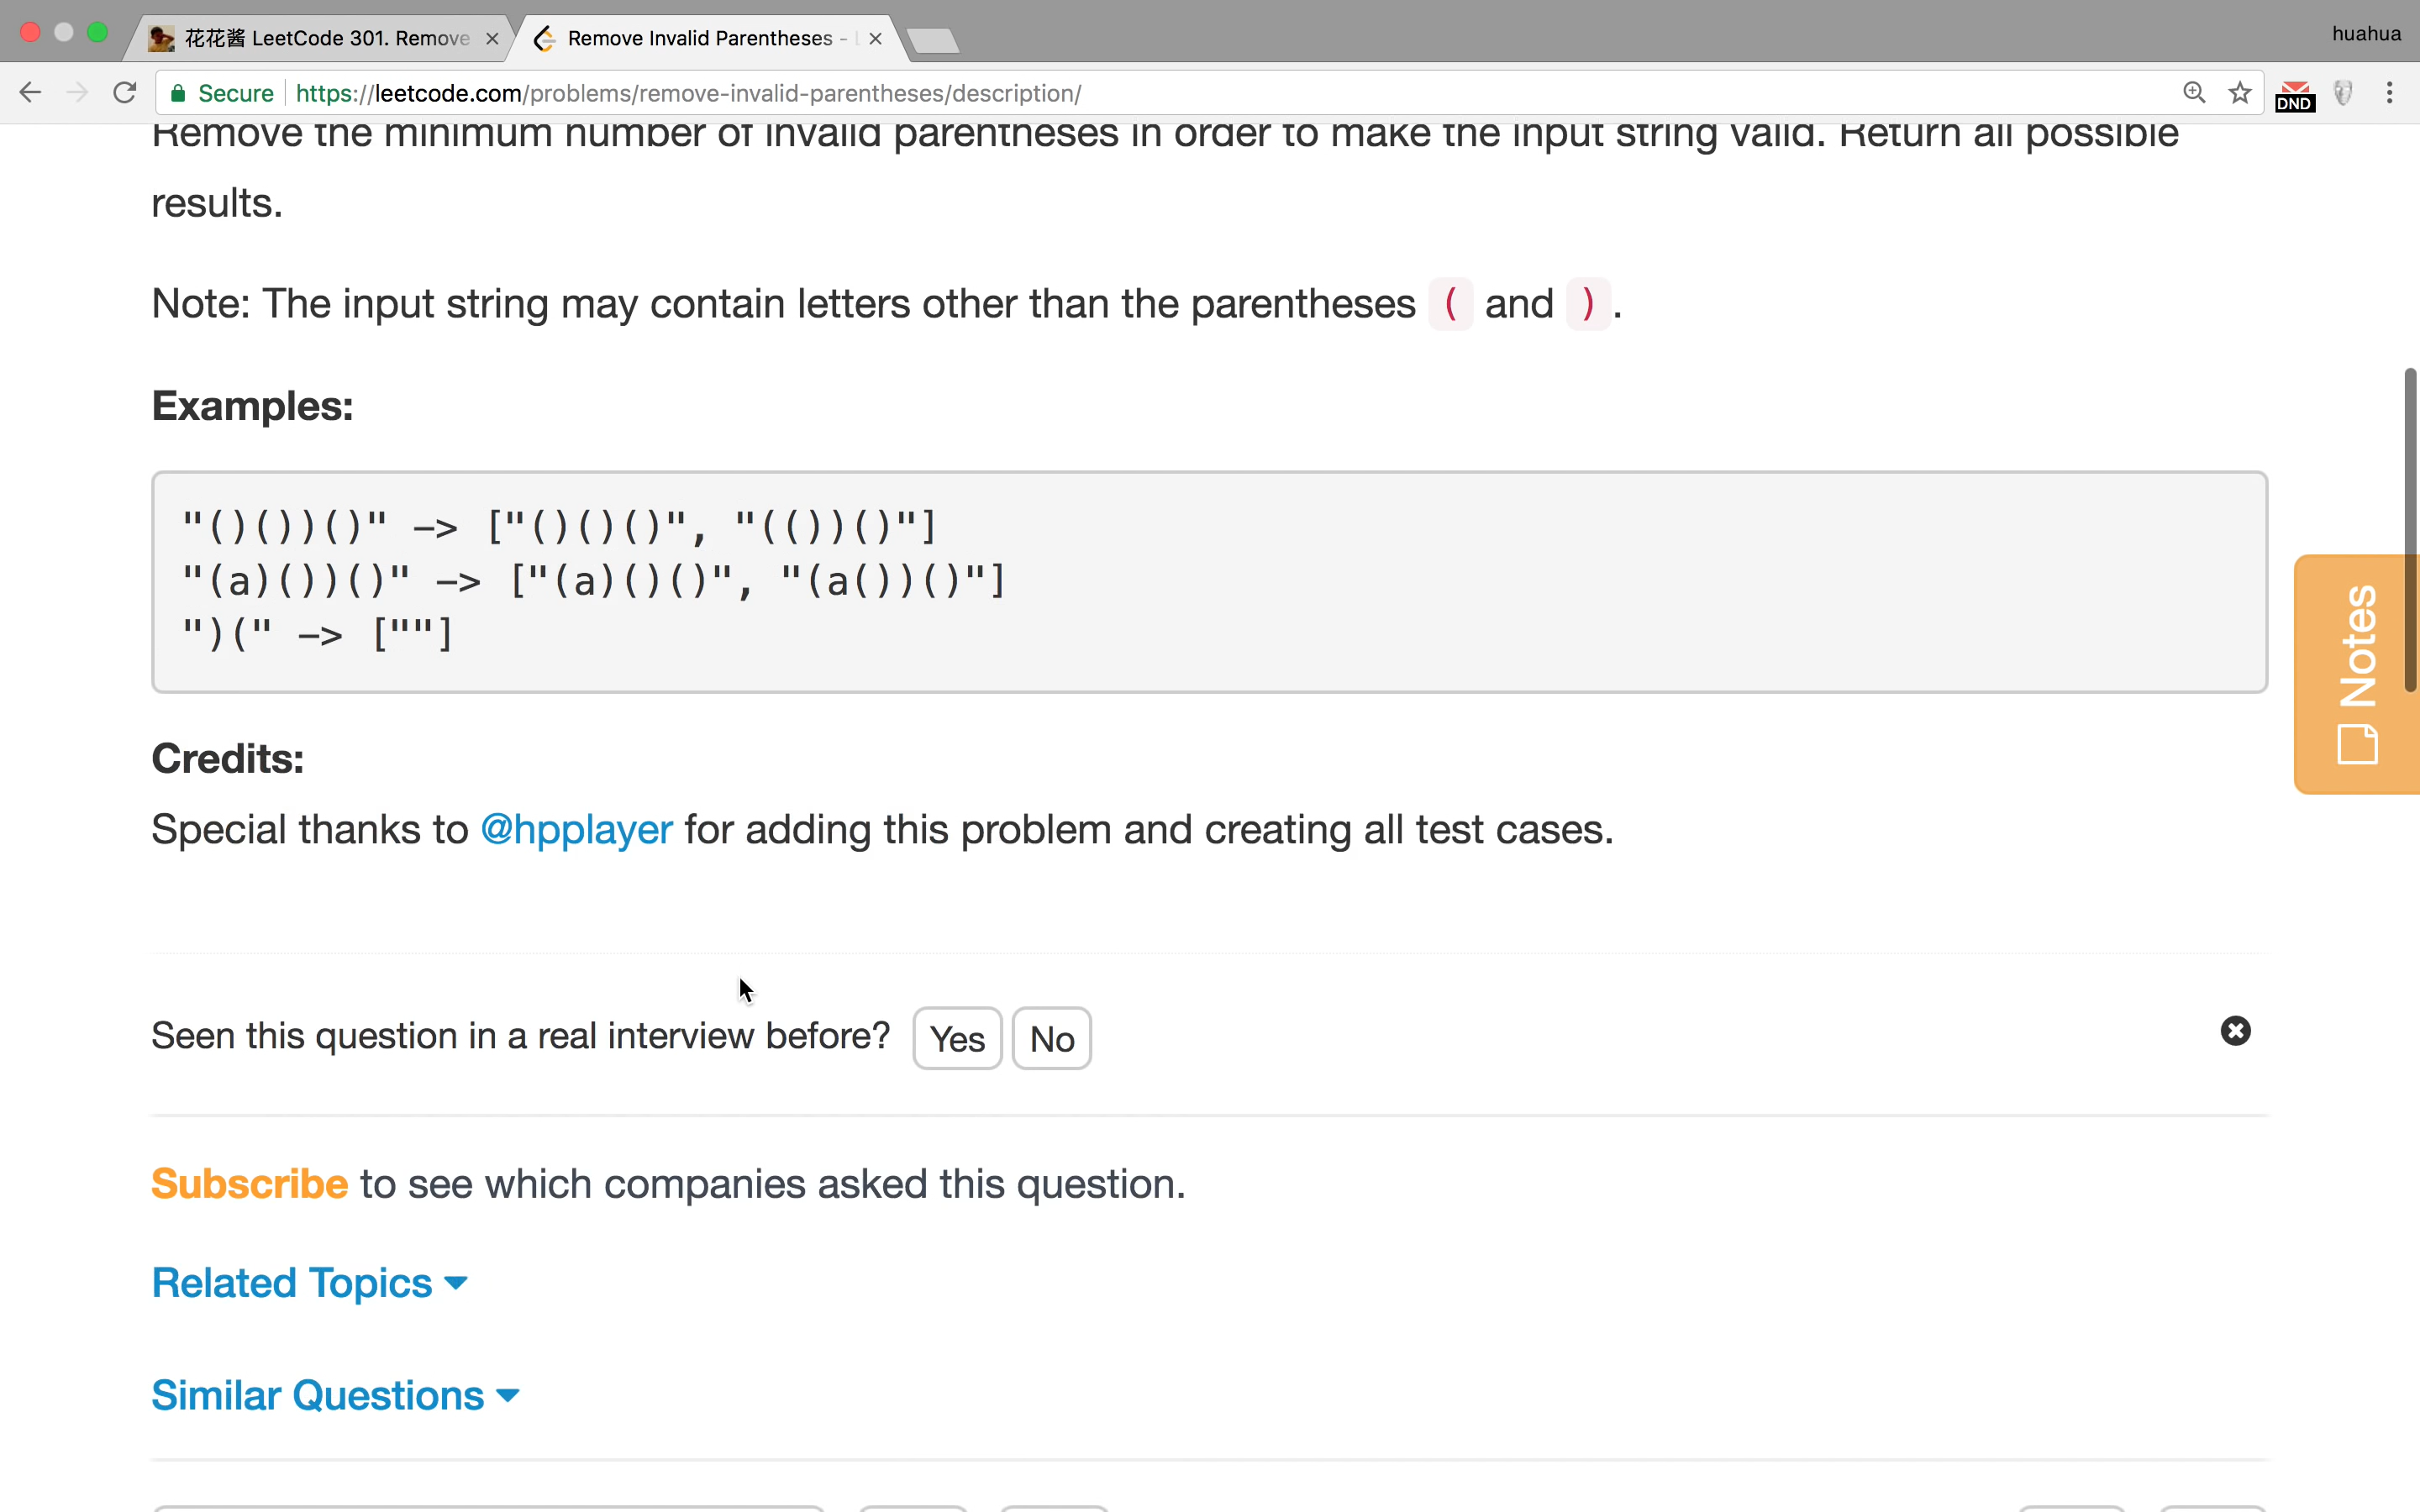 花花酱 LeetCode 301. Remove
Remove Invalid Parentheses -
huahua
Secure https://leetcode.com/problems/remove-invalid-parentheses/description/
DND
Remove the minimum number of invalid parentheses in order to make the input string valid. Return all possible
results.
Note: The input string may contain letters other than the parentheses ( and ) .
Examples:
"()())()" -> ["()()()", "(())()"]
"(a)())()" -> ["(a)()()", "(a())()"]
")(" -> [""]
Notes
Credits:
Special thanks to @hpplayer for adding this problem and creating all test cases.
Seen this question in a real interview before? Yes No
Subscribe to see which companies asked this question.
Related Topics
Similar Questions